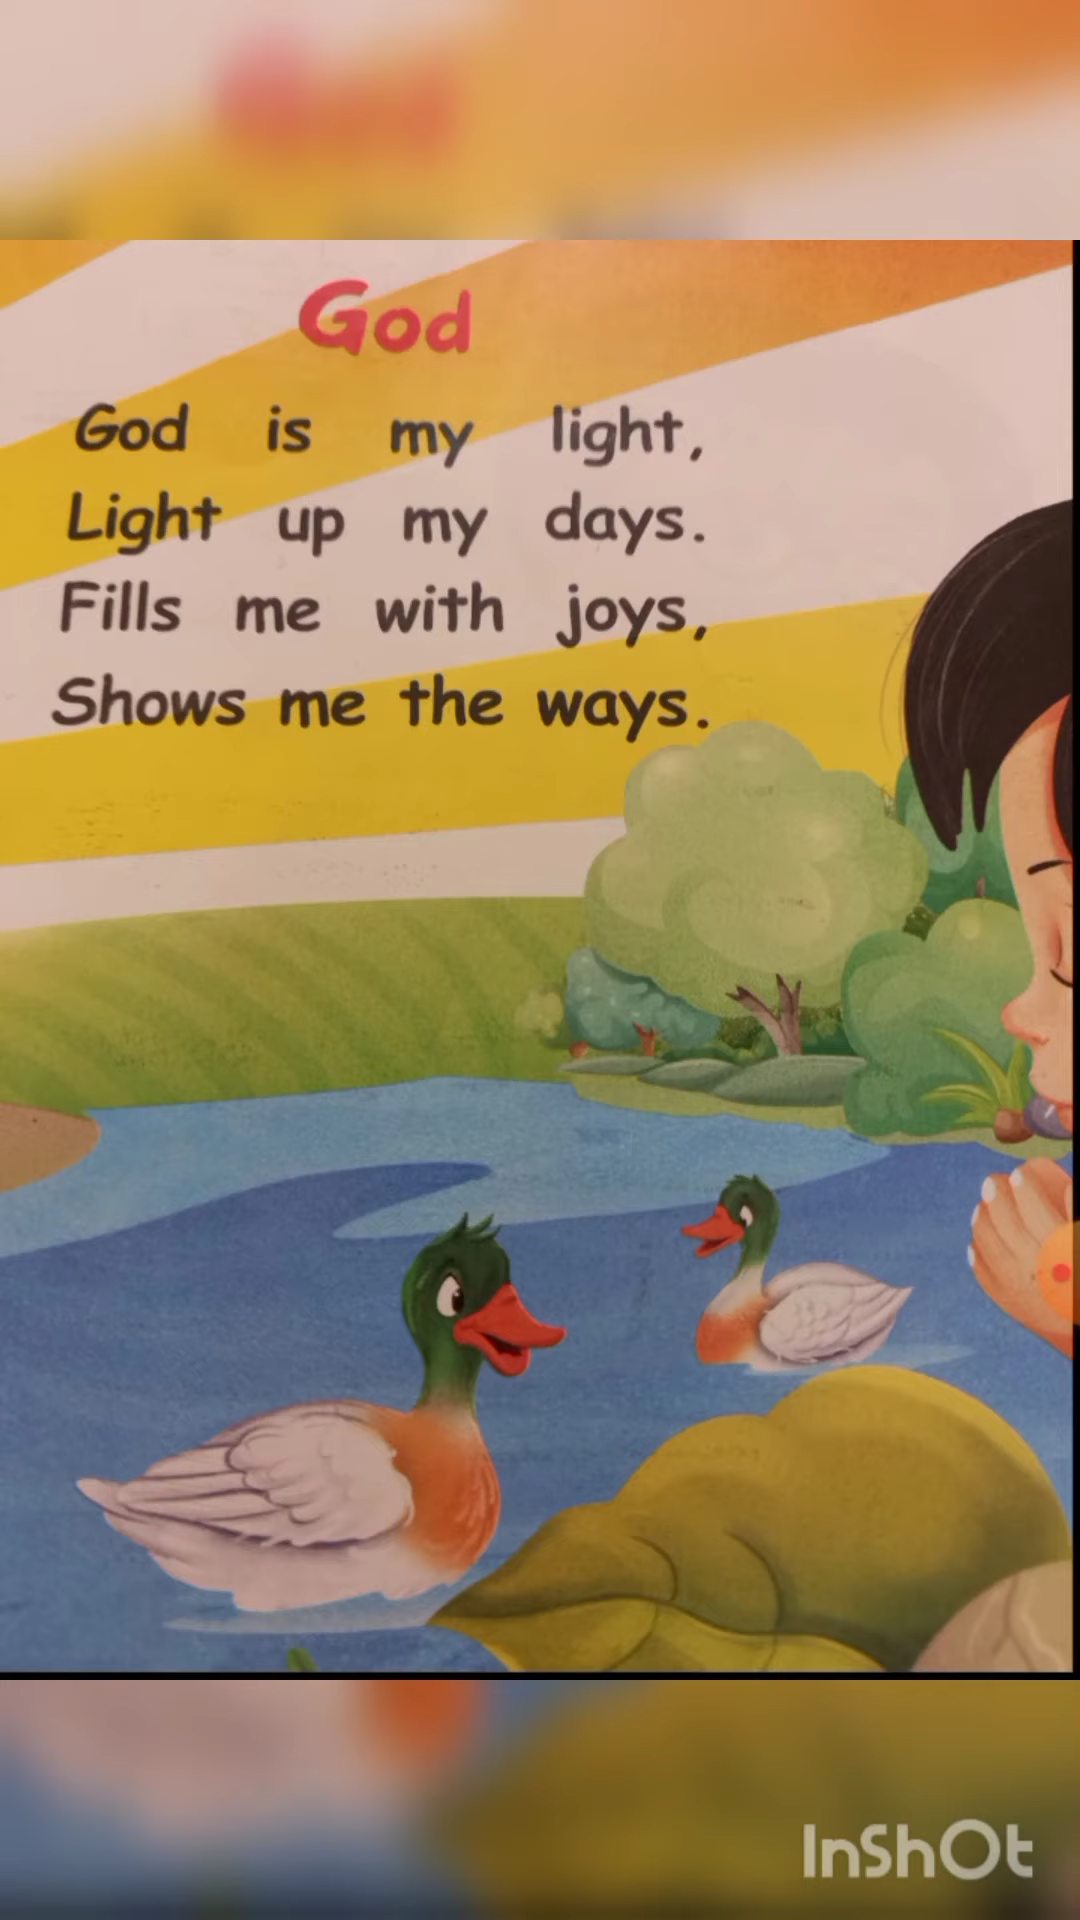 God
God is my light,
Light up my days.
Fills me with joys,
Shows me the ways.
InShOt